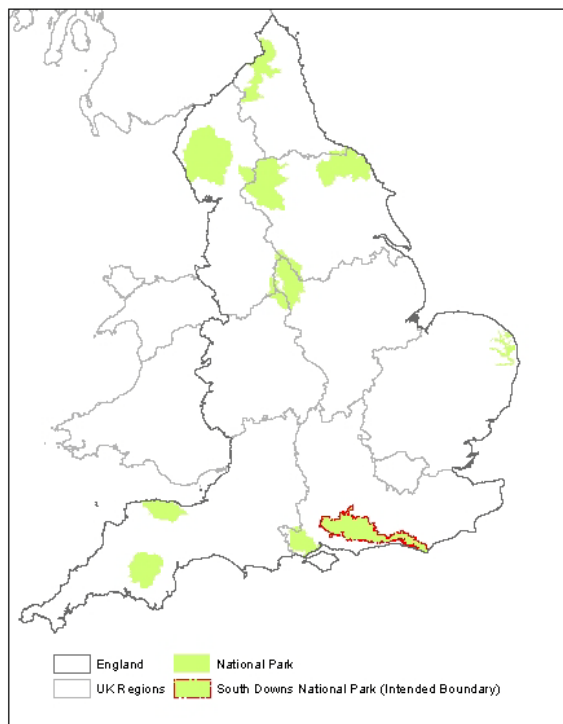 England
National Park
UK Regions
South Downs National Park (Intended Boundary)